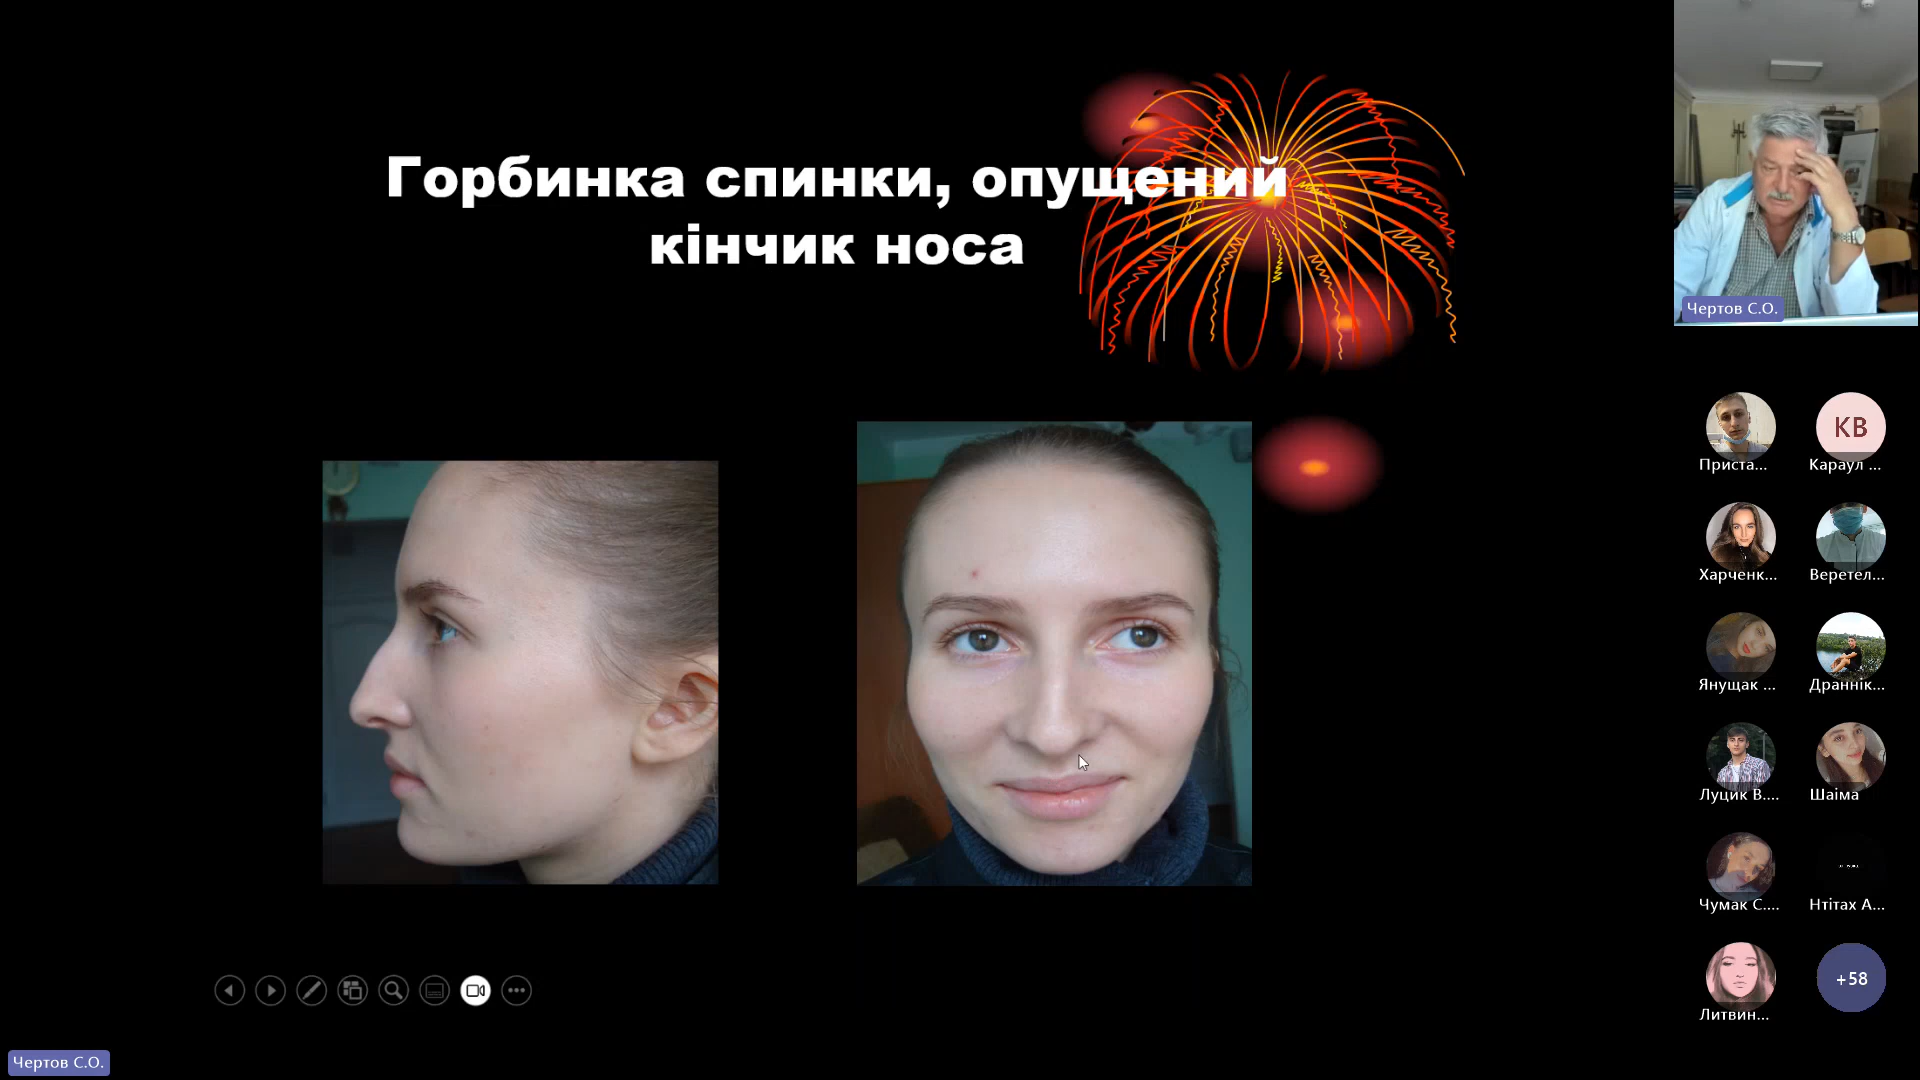 Горбинка спинки, опущений
кінчик носа
Чертов С.О.
Приста...
КВ
Караул ...
Харченк...
Веретел...
Янущак ...
Драннік...
Луцик В....
Шаіма
Чумак С....
Нтітах А...
Литвин...
+58
Чертов С.О.